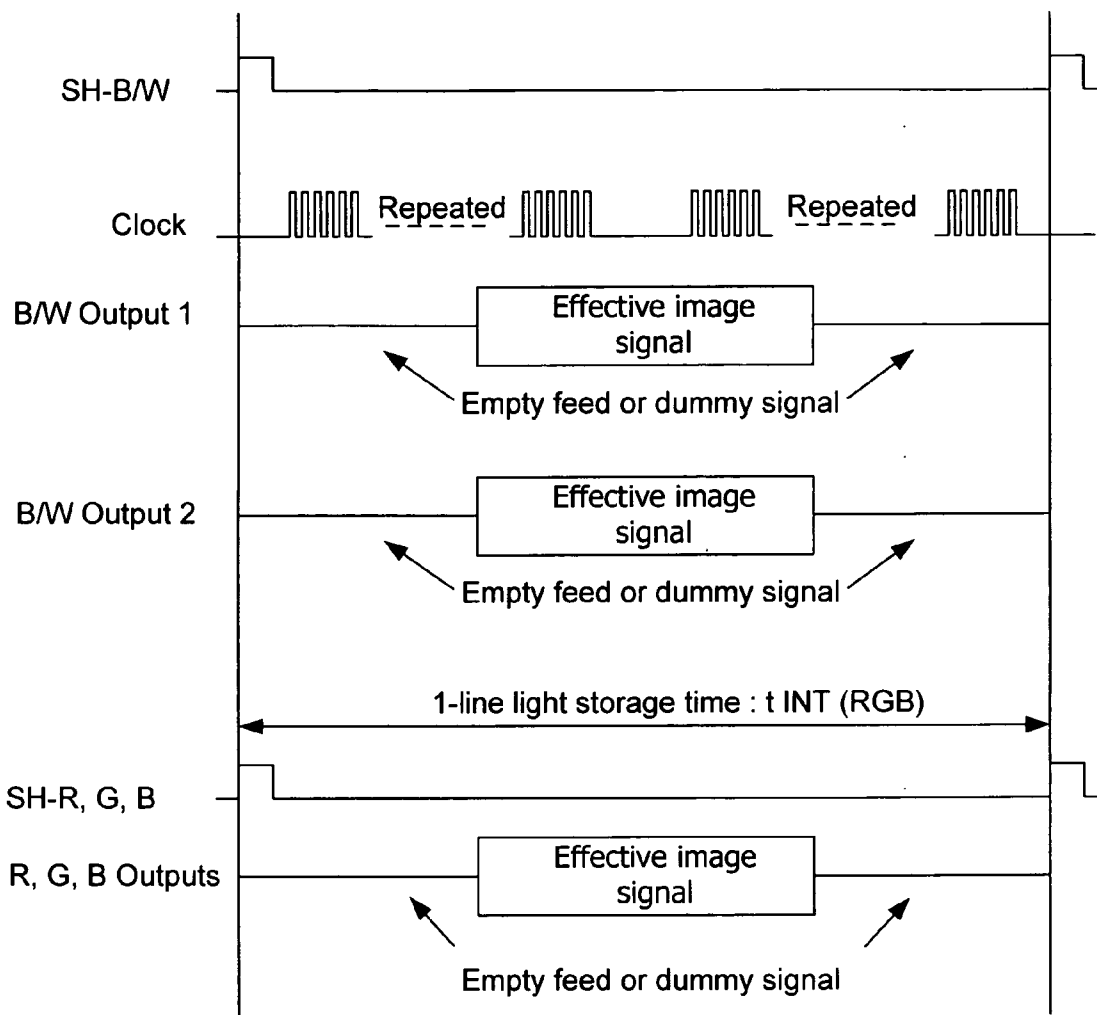 SH-B/W
Clock
Repeated
Repeated
B/W Output 1
Effective image
signal
Empty feed or dummy signal
B/W Output 2
Effective image
signal
Empty feed or dummy signal
1-line light storage time : t INT (RGB)
SH-R, G, B
R, G, B Outputs
Effective image
signal
Empty feed or dummy signal